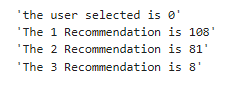 'the user selected is 0'
'The 1 Recommendation is 108'
'The 2 Recommendation is 81'
'The 3 Recommendation is 8'